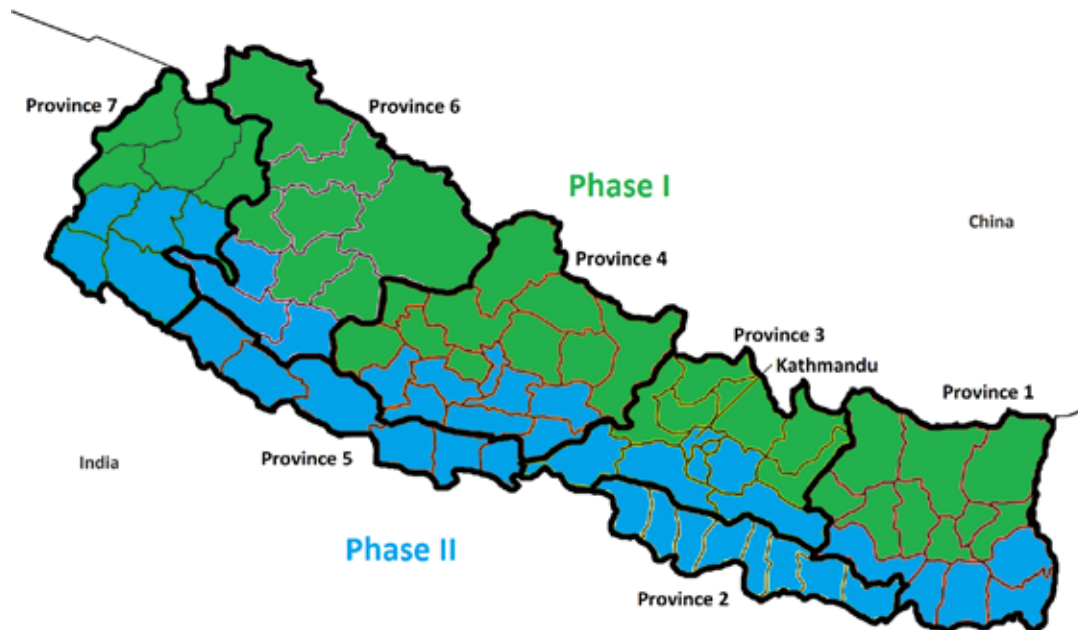 Province 7
Province 6
Phase I
China
Province 4
Province 3
Kathmandu
Province 1
India
Province 5
Phase II
Province 2